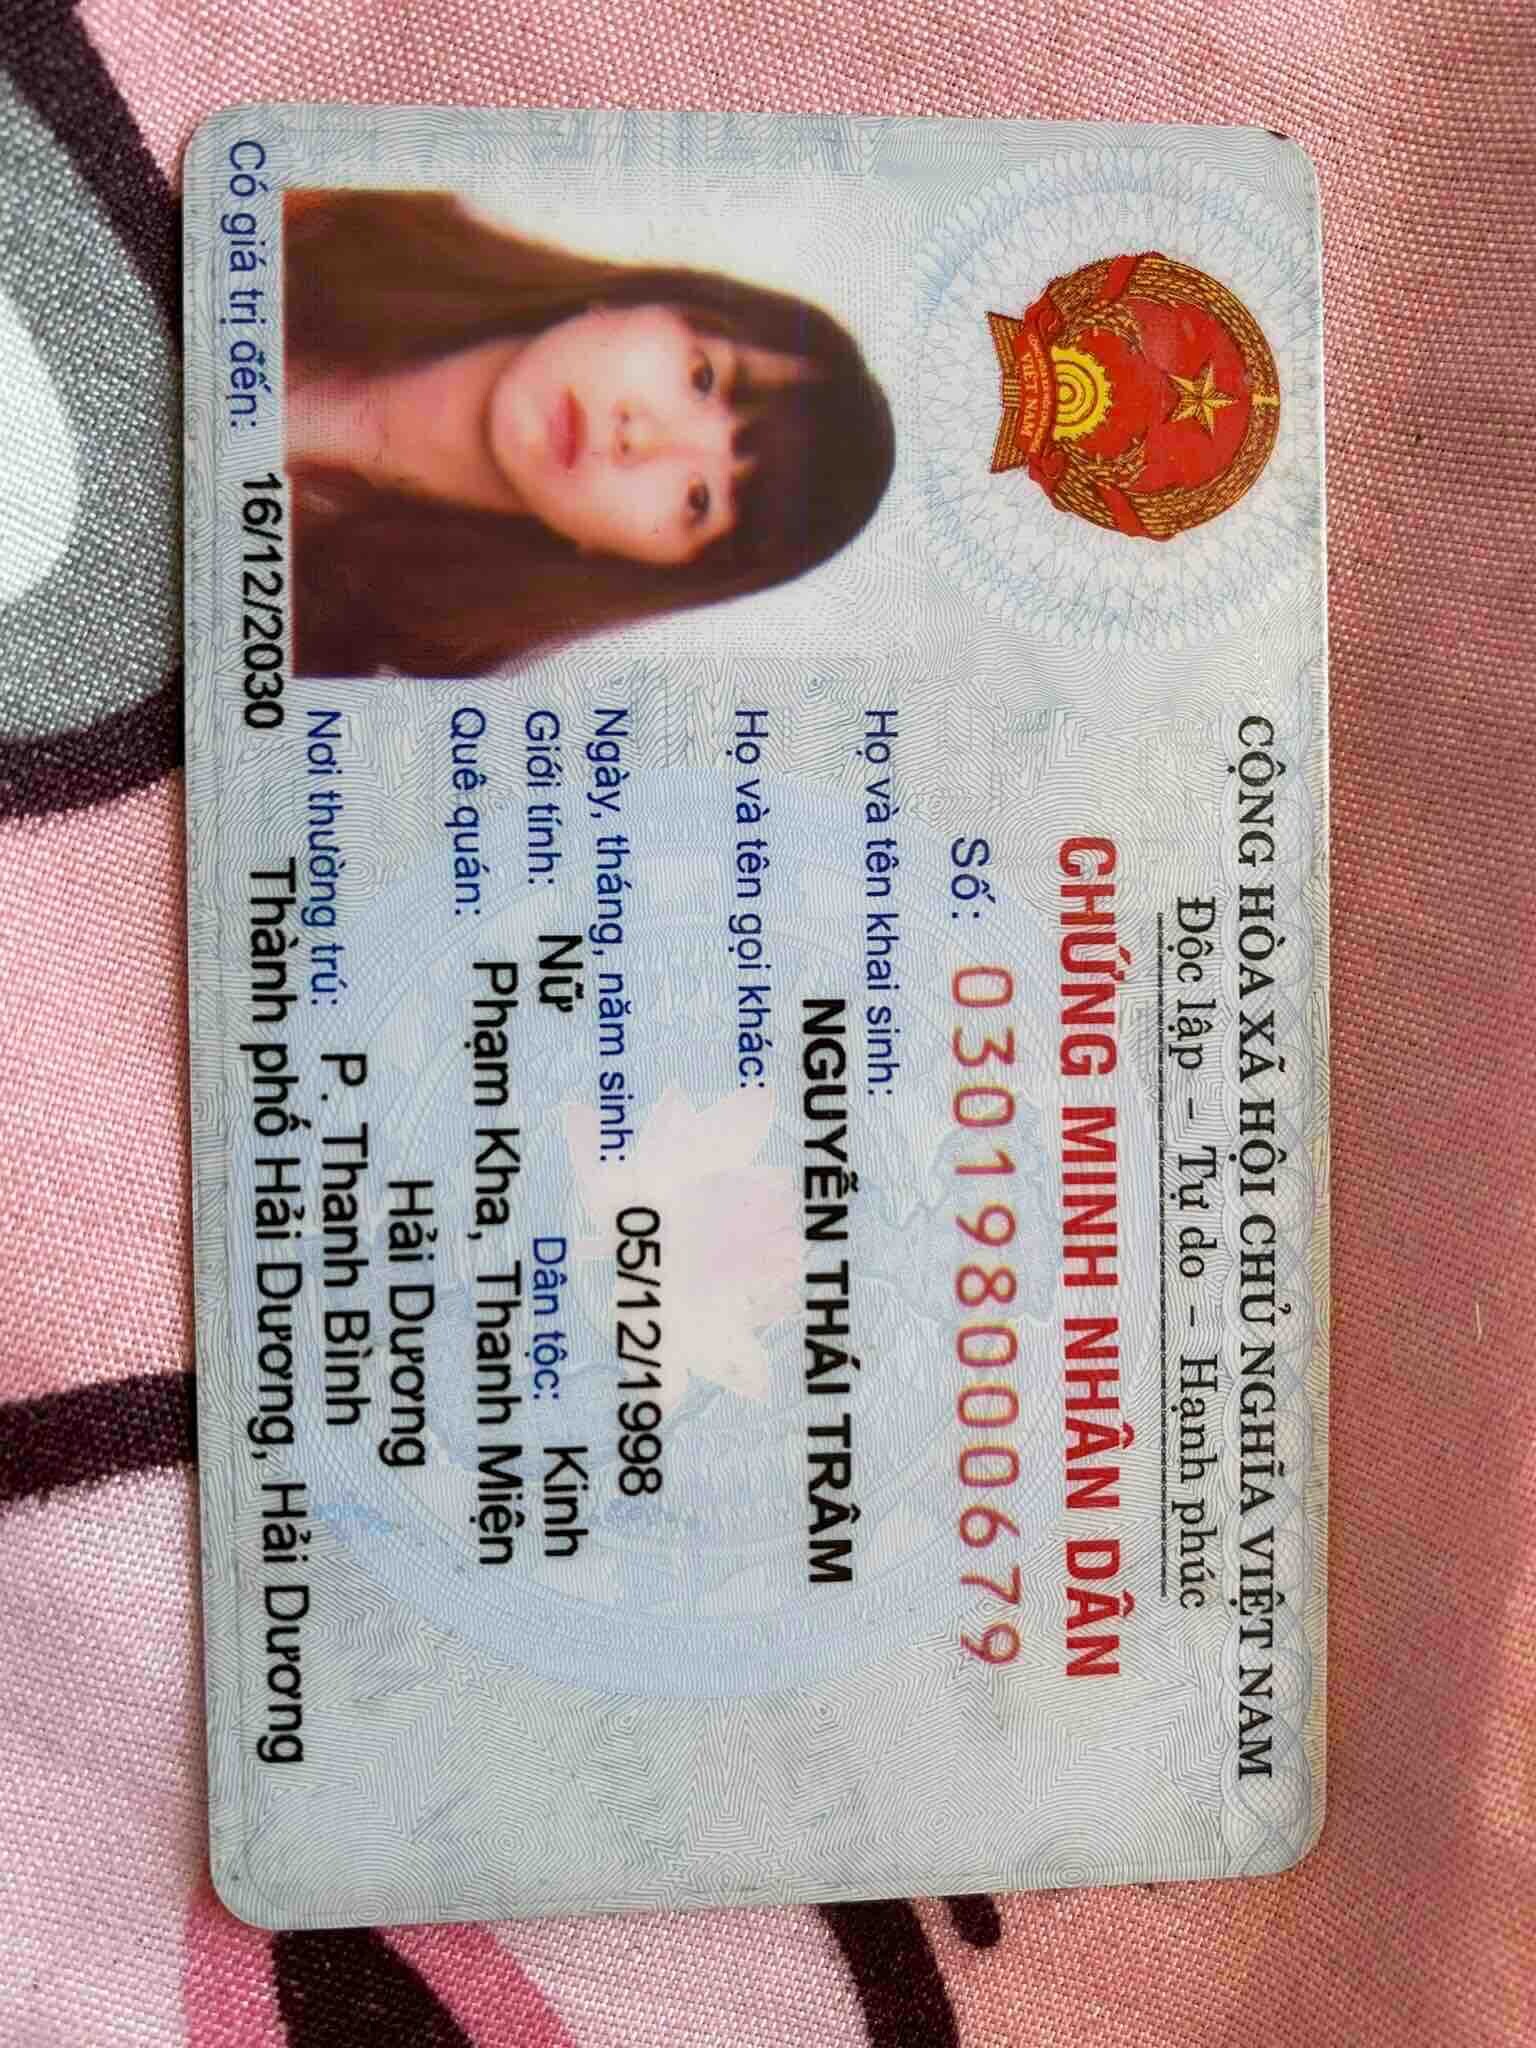 CỘNG HÒA XÃ HỘI CHỦ NGHĨA VIỆT NAM
Độc lập - Tự do - Hạnh phúc
CHỨNG MINH NHÂN DÂN
Số: 030198000679
Họ và tên khai sinh:
NGUYỄN THÁI TRÂM
Họ và tên gọi khác:
Ngày, tháng, năm sinh: 05/12/1998
Giới tính: Nữ Dân tộc: Kinh
Quê quán: Phạm Kha, Thanh Miện
Hải Dương
Nơi thường trú: P. Thanh Bình
Thành phố Hải Dương, Hải Dương
Có giá trị đến: 16/12/2030
VIỆT NAM